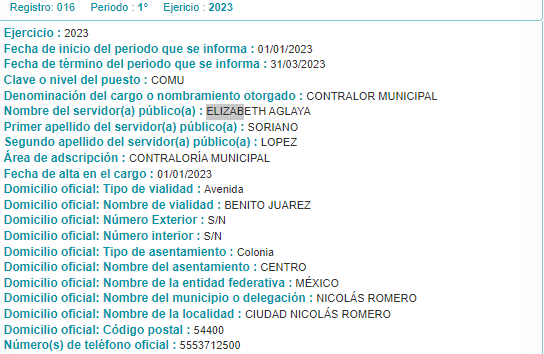 Registro: 016 Periodo : 1º Ejericio : 2023
Ejercicio : 2023
Fecha de inicio del periodo que se informa : 01/01/2023
Fecha de término del periodo que se informa : 31/03/2023
Clave o nivel del puesto : COMU
Denominación del cargo o nombramiento otorgado : CONTRALOR MUNICIPAL
Nombre del servidor(a) público(a) : ELIZABETH AGLAYA
Primer apellido del servidor(a) público(a) : SORIANO
Segundo apellido del servidor(a) público(a) : LOPEZ
Área de adscripción : CONTRALORÍA MUNICIPAL
Fecha de alta en el cargo : 01/01/2023
Domicilio oficial: Tipo de vialidad : Avenida
Domicilio oficial: Nombre de vialidad : BENITO JUAREZ
Domicilio oficial: Número Exterior : S/N
Domicilio oficial: Número interior : S/N
Domicilio oficial: Tipo de asentamiento : Colonia
Domicilio oficial: Nombre del asentamiento : CENTRO
Domicilio oficial: Nombre de la entidad federativa : MÉXICO
Domicilio oficial: Nombre del municipio o delegación : NICOLÁS ROMERO
Domicilio oficial: Nombre de la localidad : CIUDAD NICOLÁS ROMERO
Domicilio oficial: Código postal : 54400
Número(s) de teléfono oficial : 5553712500